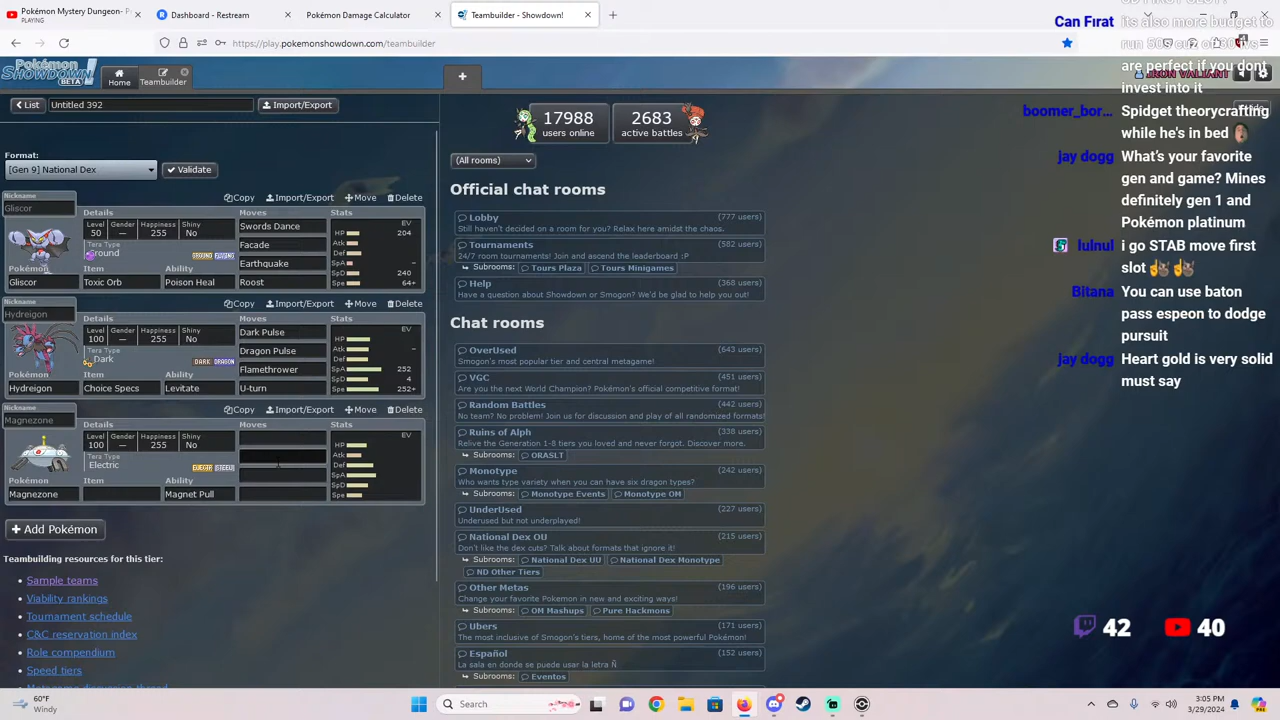 Pokémon Mystery Dungeon- P
PLAYING
Dashboard - Restream
Pokémon Damage Calculator
Teambuilder - Showdown!
https://play.pokemonshowdown.com/teambuilder
Pokémon
SHOWDOWN!
BETA
Home
Teambuilder
IRON VALIANT
List
Untitled 392
Import/Export
Format:
[Gen 9] National Dex
Validate
Copy Import/Export Move Delete
Nickname
Gliscor
Details
Level Gender Happiness Shiny
50 — 255 No
Tera Type
Ground
GROUND FLYING
Pokémon Item Ability
Gliscor Toxic Orb Poison Heal
Moves
Swords Dance
Facade
Earthquake
Roost
Stats
EV
HP 204
Atk
Def –
SpA
SpD 240
Spe 64+
Copy Import/Export Move Delete
Nickname
Hydreigon
Details
Level Gender Happiness Shiny
100 — 255 No
Tera Type
Dark
DARK DRAGON
Pokémon Item Ability
Hydreigon Choice Specs Levitate
Moves
Dark Pulse
Dragon Pulse
Flamethrower
U-turn
Stats
EV
HP
Atk –
Def
SpA 252
SpD 4
Spe 252+
Copy Import/Export Move Delete
Nickname
Magnezone
Details
Level Gender Happiness Shiny
100 — 255 No
Tera Type
Electric
STEEL
Pokémon Item Ability
Magnezone Magnet Pull
Moves
Stats
EV
HP
Atk
Def
SpA
SpD
Spe
Add Pokémon
Teambuilding resources for this tier:
Sample teams
Viability rankings
Tournament schedule
C&C reservation index
Role compendium
Speed tiers
Metagame discussion thread
17988
users online
2683
active battles
(All rooms)
Official chat rooms
Lobby (777 users)
Still haven't decided on a room for you? Relax here amidst the chaos.
Tournaments (582 users)
24/7 room tournaments! Join and ascend the leaderboard :P
Subrooms: Tours Plaza Tours Minigames
Help (368 users)
Have a question about Showdown or Smogon? We'd be glad to help you out!
Chat rooms
OverUsed (643 users)
Smogon's most popular tier and central metagame!
VGC (451 users)
Are you the next World Champion? Pokémon's official competitive format!
Random Battles (442 users)
No team? No problem! Join us for discussion and play of all randomized formats!
Ruins of Alph (338 users)
Relive the Generation 1-8 tiers you loved and never forgot. Discover more.
Subrooms: ORASLT
Monotype (242 users)
Who wants type variety when you can have six dragon types?
Subrooms: Monotype Events Monotype OM
UnderUsed (227 users)
Underused but not underplayed!
National Dex OU (215 users)
Don't like the dex cuts? Talk about formats that ignore it!
Subrooms: National Dex UU National Dex Monotype
ND Other Tiers
Other Metas (196 users)
Change your favorite Pokemon in new and exciting ways!
Subrooms: OM Mashups Pure Hackmons
Ubers (171 users)
The most inclusive of Smogon's tiers, home of the most powerful Pokémon!
Español (152 users)
La sala en donde se puede usar la letra Ñ
Subrooms: Eventos
Can Fırat its also more budget to
are perfect if you dont
invest into it
boomer_bor... Spidget theorycrafting
while he's in bed
jay dogg What's your favorite
gen and game? Mines
definitely gen 1 and
Pokémon platinum
lulnul i go STAB move first
slot
Bitana You can use baton
pass espeon to dodge
pursuit
jay dogg Heart gold is very solid
must say
42 40
60°F
Windy
Search
3:05 PM
3/29/2024